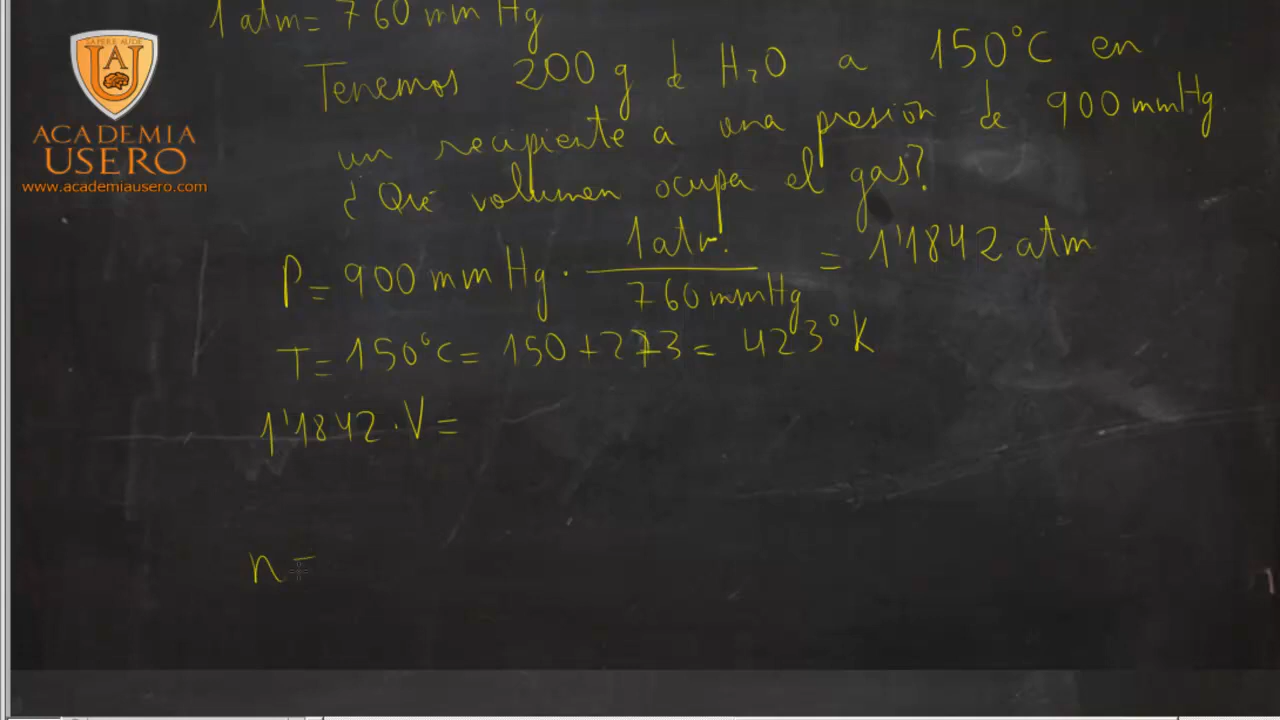 1 atm = 760 mm Hg
SAPERE AUDE
U A
ACADEMIA
USERO
www.academiausero.com
Tenemos 200 g de H₂O a 150°C en
un recipiente a una presión de 900 mmHg.
¿Qué volumen ocupa el gas?
P = 900 mm Hg · 1 atm / 760 mmHg = 1'1842 atm
T = 150°C = 150 + 273 = 423°K
1'1842 · V =
n =